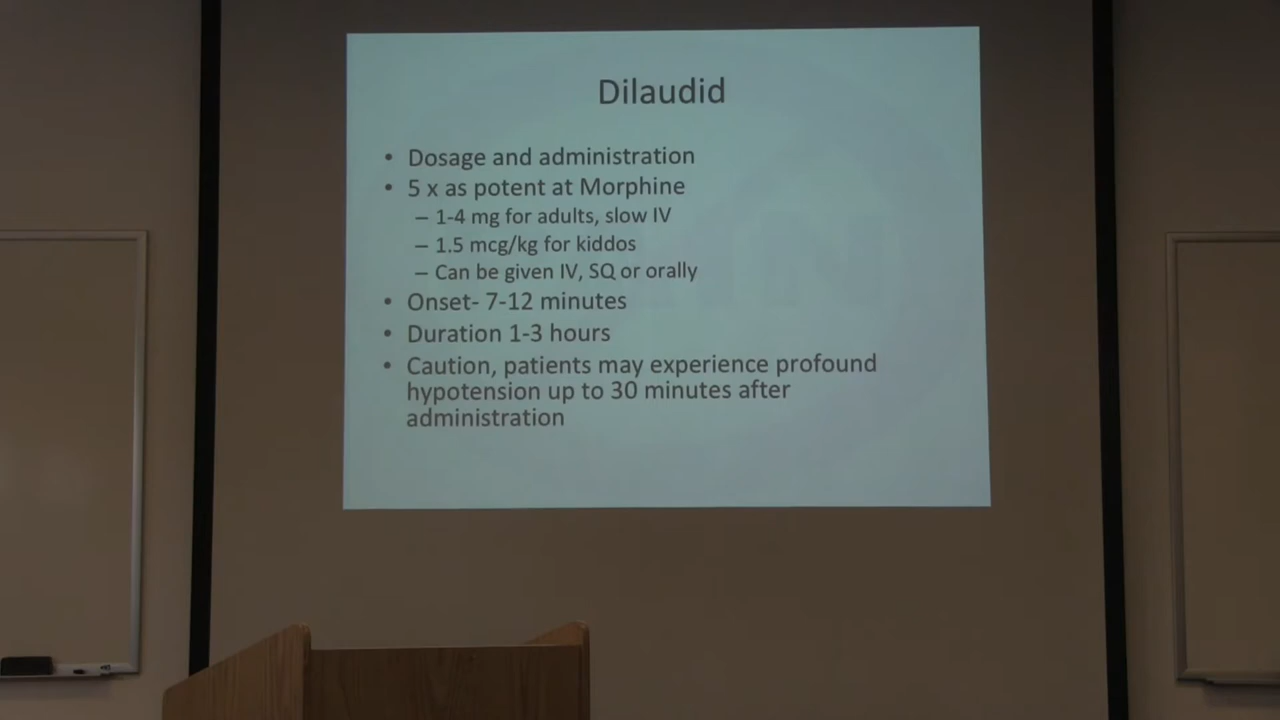 Dilaudid
• Dosage and administration
• 5 x as potent at Morphine
– 1-4 mg for adults, slow IV
– 1.5 mcg/kg for kiddos
– Can be given IV, SQ or orally
• Onset- 7-12 minutes
• Duration 1-3 hours
• Caution, patients may experience profound
hypotension up to 30 minutes after
administration